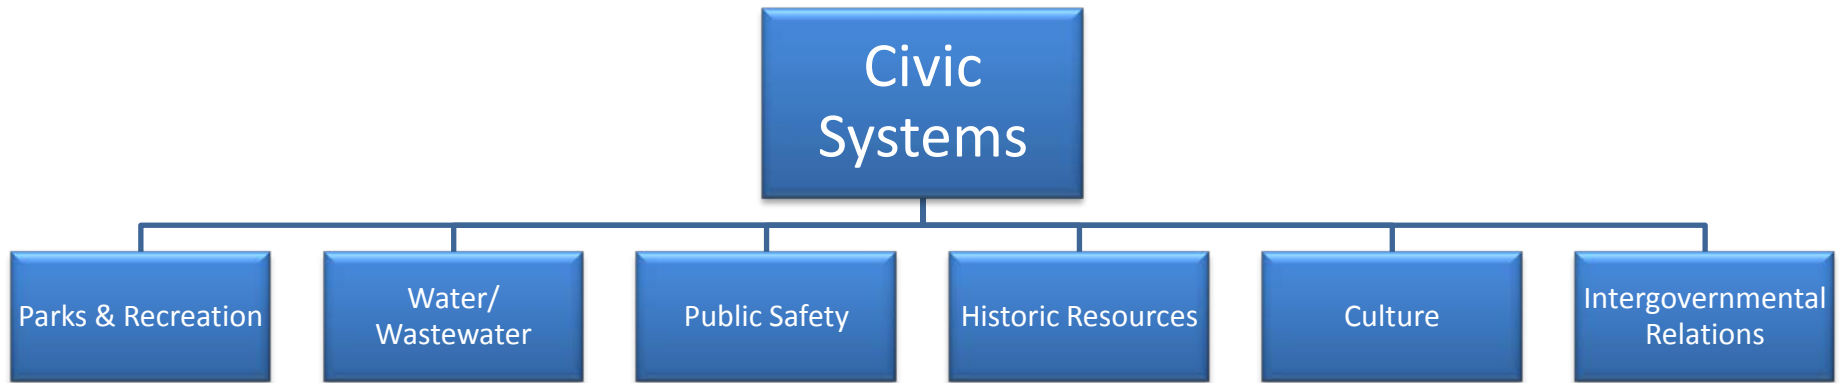 Civic
Systems
Parks & Recreation
Water/
Wastewater
Public Safety
Historic Resources
Culture
Intergovernmental
Relations